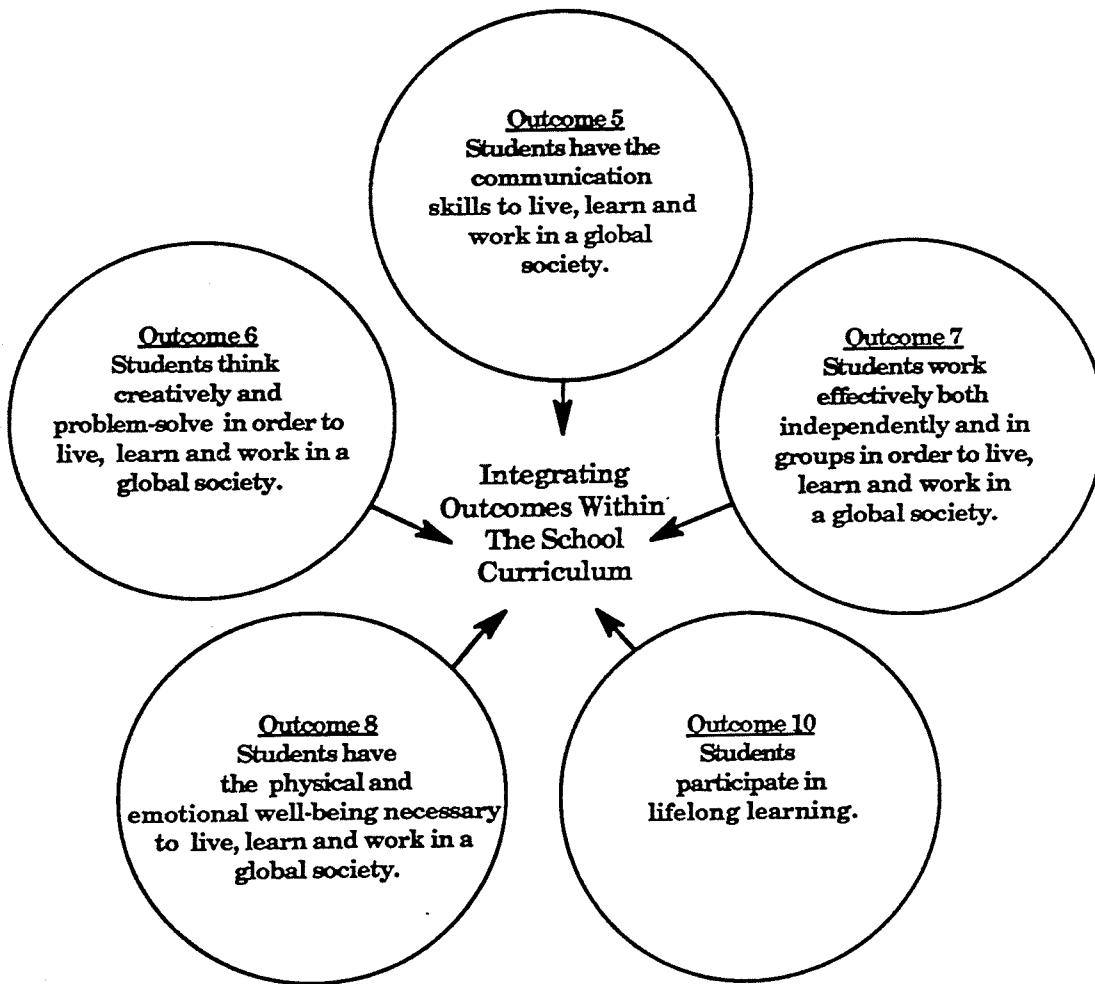 Outcome 5
Students have the
communication
skills to live, learn and
work in a global
society.
Outcome 6
Students think
creatively and
problem-solve in order to
live, learn and work in a
global society.
Outcome 7
Students work
effectively both
independently and in
groups in order to live,
learn and work in
a global society.
Integrating
Outcomes Within
The School
Curriculum
Outcome 8
Students have
the physical and
emotional well-being necessary
to live, learn and work in a
global society.
Outcome 10
Students
participate in
lifelong learning.